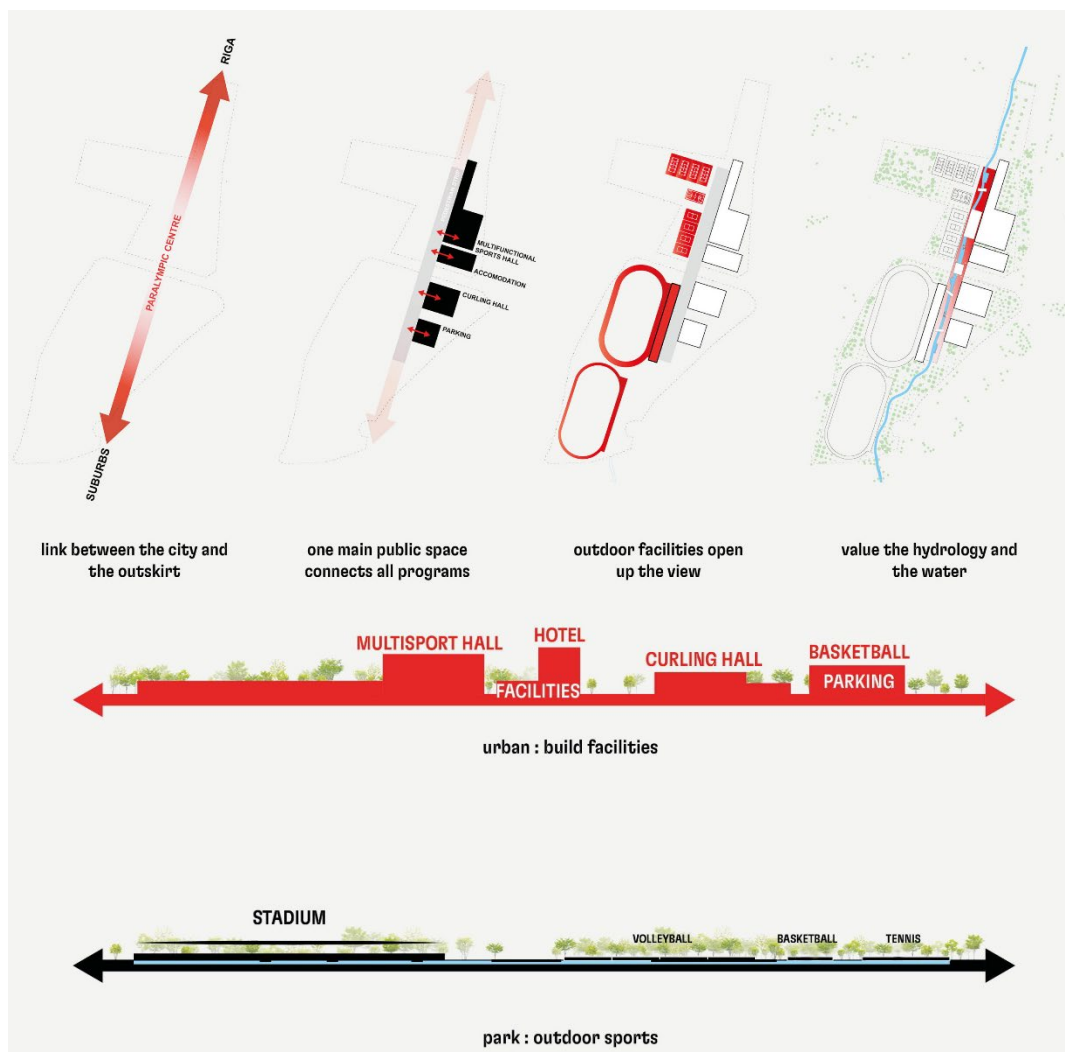 RIGA
PARALYMPIC CENTRE
SUBURBS
MULTIFUNCTIONAL
SPORTS HALL
ACCOMODATION
CURLING HALL
PARKING
link between the city and
the outskirt
one main public space
connects all programs
outdoor facilities open
up the view
value the hydrology and
the water
MULTISPORT HALL
HOTEL
FACILITIES
CURLING HALL
BASKETBALL
PARKING
urban : build facilities
STADIUM
VOLLEYBALL
BASKETBALL
TENNIS
park : outdoor sports